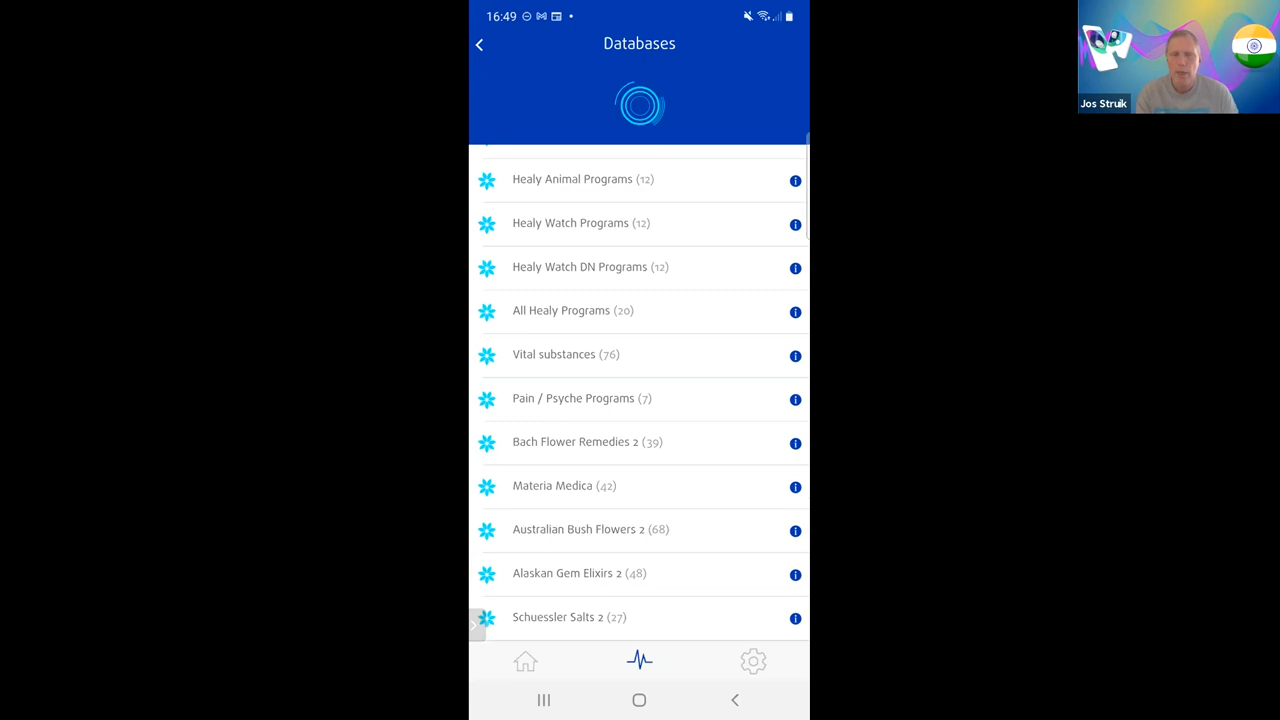 16:49
Databases
Healy Animal Programs (12)
Healy Watch Programs (12)
Healy Watch DN Programs (12)
All Healy Programs (20)
Vital substances (76)
Pain / Psyche Programs (7)
Bach Flower Remedies 2 (39)
Materia Medica (42)
Australian Bush Flowers 2 (68)
Alaskan Gem Elixirs 2 (48)
Schuessler Salts 2 (27)
Jos Struik